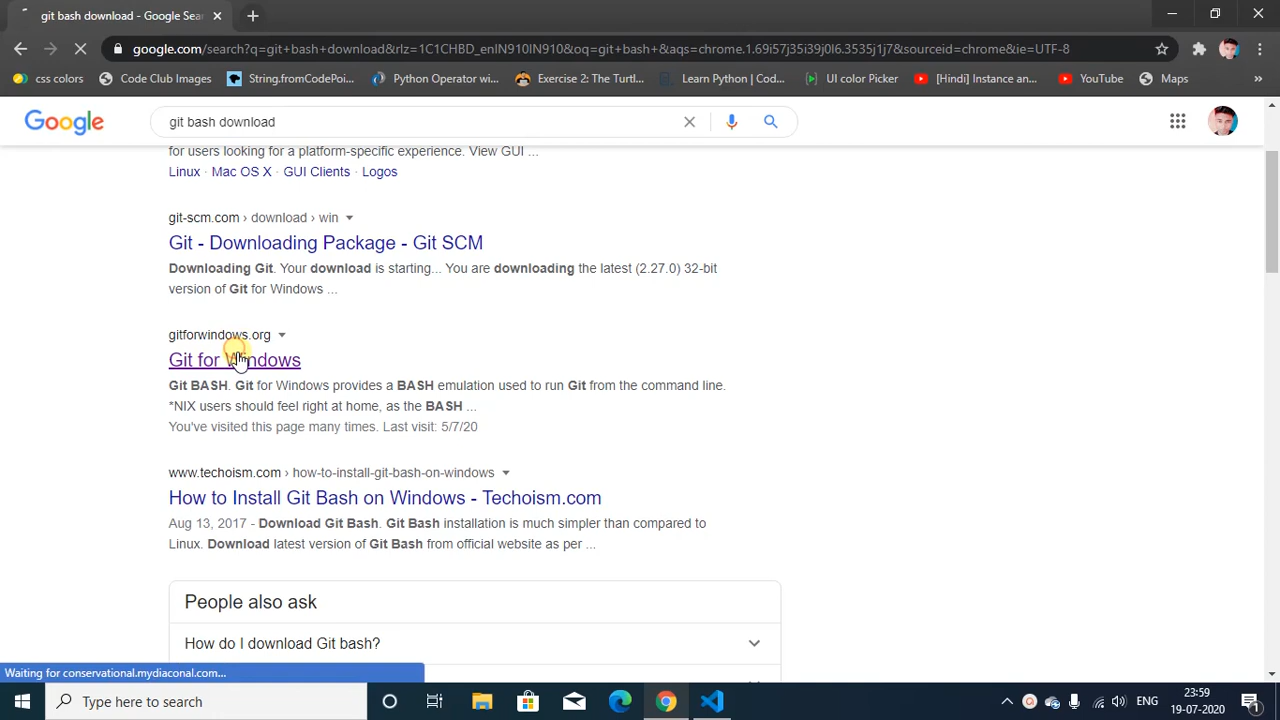 git bash download - Google Sea
google.com/search?q=git+bash+download&rlz=1C1CHBD_enIN910IN910&oq=git+bash+&aqs=chrome.1.69i57j35i39j0l6.3535j1j7&sourceid=chrome&ie=UTF-8
css colors Code Club Images String.fromCodePoi... Python Operator wi... Exercise 2: The Turtl... Learn Python | Cod... UI color Picker [Hindi] Instance an... YouTube Maps »
Google git bash download
for users looking for a platform-specific experience. View GUI ...
Linux · Mac OS X · GUI Clients · Logos
git-scm.com › download › win
Git - Downloading Package - Git SCM
Downloading Git. Your download is starting... You are downloading the latest (2.27.0) 32-bit
version of Git for Windows ...
gitforwindows.org
Git for Windows
Git BASH. Git for Windows provides a BASH emulation used to run Git from the command line.
*NIX users should feel right at home, as the BASH ...
You've visited this page many times. Last visit: 5/7/20
www.techoism.com › how-to-install-git-bash-on-windows
How to Install Git Bash on Windows - Techoism.com
Aug 13, 2017 - Download Git Bash. Git Bash installation is much simpler than compared to
Linux. Download latest version of Git Bash from official website as per ...
People also ask
How do I download Git bash?
Waiting for conservational.mydiaconal.com...
Type here to search ENG 23:59
19-07-2020 1